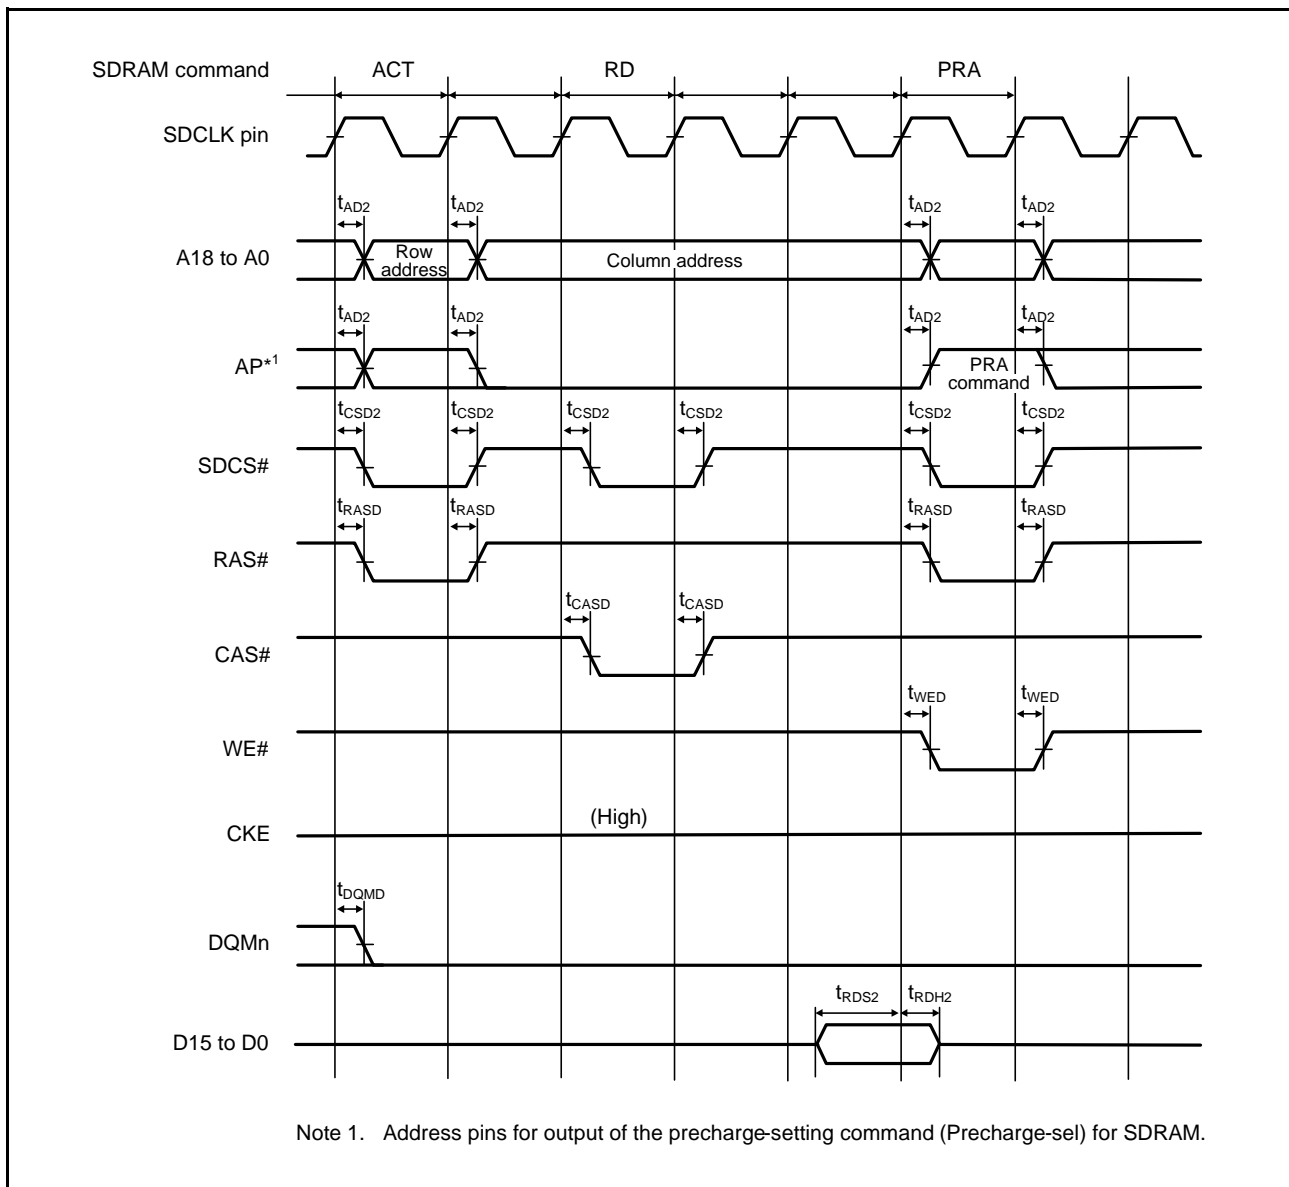 SDRAM command ACT RD PRA
SDCLK pin
tAD2 tAD2 tAD2 tAD2
A18 to A0 Row address Column address
tAD2 tAD2 tAD2 tAD2
AP*1 PRA command
tCSD2 tCSD2 tCSD2 tCSD2 tCSD2 tCSD2
SDCS#
tRASD tRASD tRASD tRASD
RAS#
tCASD tCASD
CAS#
tWED tWED
WE#
(High)
CKE
tDQMD
DQMn
tRDS2 tRDH2
D15 to D0
Note 1. Address pins for output of the precharge-setting command (Precharge-sel) for SDRAM.